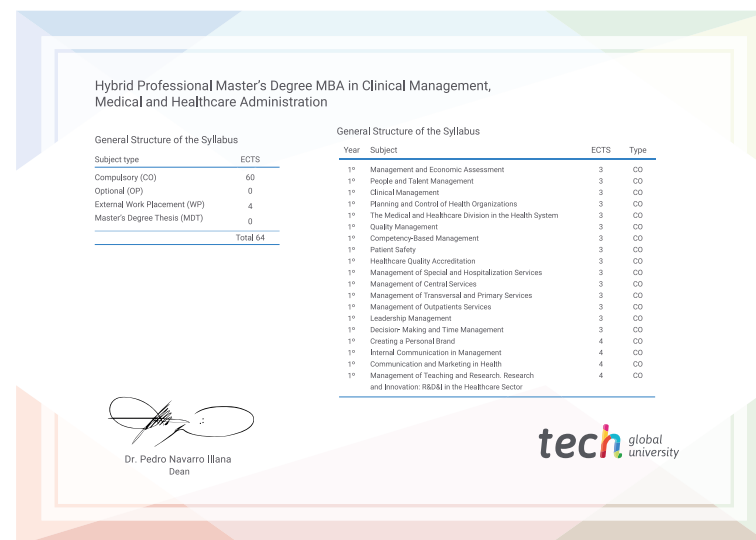 Hybrid Professional Master's Degree MBA in Clinical Management,
Medical and Healthcare Administration
General Structure of the Syllabus
Subject type ECTS
Compulsory (CO) 60
Optional (OP) 0
External Work Placement (WP) 4
Master's Degree Thesis (MDT) 0
Total 64
General Structure of the Syllabus
Year Subject ECTS Type
1º Management and Economic Assessment 3 CO
1º People and Talent Management 3 CO
1º Clinical Management 3 CO
1º Planning and Control of Health Organizations 3 CO
1º The Medical and Healthcare Division in the Health System 3 CO
1º Quality Management 3 CO
1º Competency-Based Management 3 CO
1º Patient Safety 3 CO
1º Healthcare Quality Accreditation 3 CO
1º Management of Special and Hospitalization Services 3 CO
1º Management of Central Services 3 CO
1º Management of Transversal and Primary Services 3 CO
1º Management of Outpatients Services 3 CO
1º Leadership Management 3 CO
1º Decision- Making and Time Management 3 CO
1º Creating a Personal Brand 4 CO
1º Internal Communication in Management 4 CO
1º Communication and Marketing in Health 4 CO
1º Management of Teaching and Research. Research 4 CO
and Innovation: R&D&I in the Healthcare Sector
Dr. Pedro Navarro Illana
Dean
tech global
university